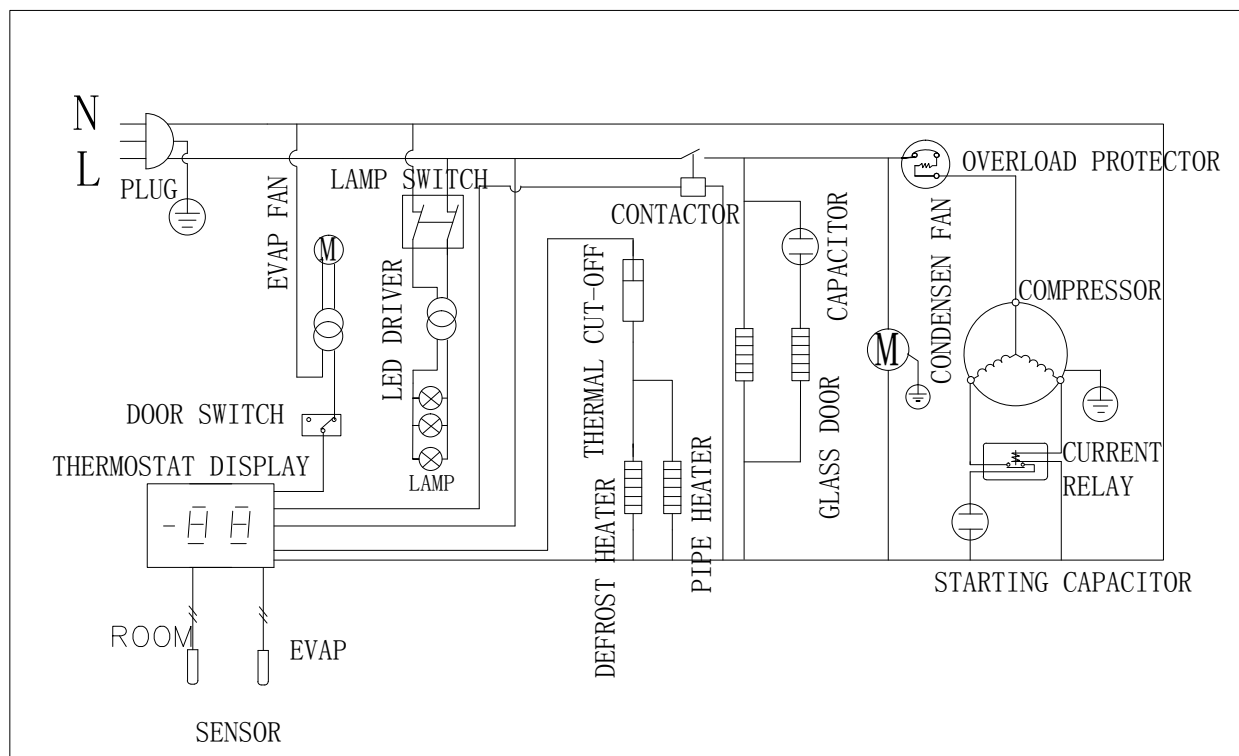 N
L
PLUG
EVAP FAN
M
LAMP SWITCH
LED DRIVER
LAMP
DOOR SWITCH
THERMOSTAT DISPLAY
-88
ROOM
EVAP
SENSOR
THERMAL CUT-OFF
DEFROST HEATER
PIPE HEATER
CONTACTOR
CAPACITOR
GLASS DOOR
M
CONDENSEN FAN
OVERLOAD PROTECTOR
COMPRESSOR
CURRENT
RELAY
STARTING CAPACITOR